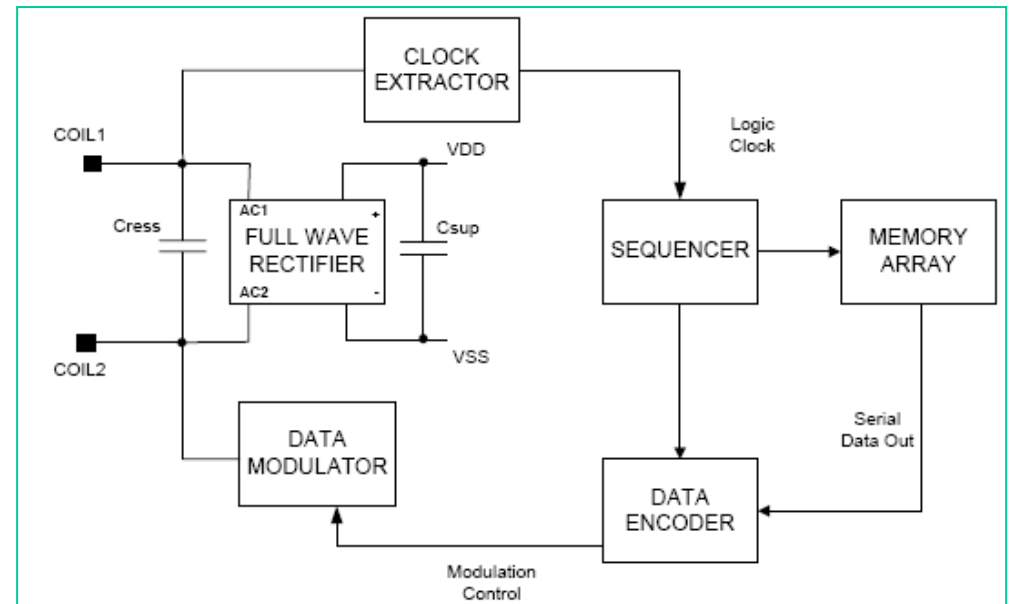 CLOCK
EXTRACTOR
COIL1
Logic
Clock
VDD
AC1
+
Cress
FULL WAVE
RECTIFIER
Csup
SEQUENCER
MEMORY
ARRAY
AC2
-
COIL2
VSS
DATA
MODULATOR
Serial
Data Out
DATA
ENCODER
Modulation
Control